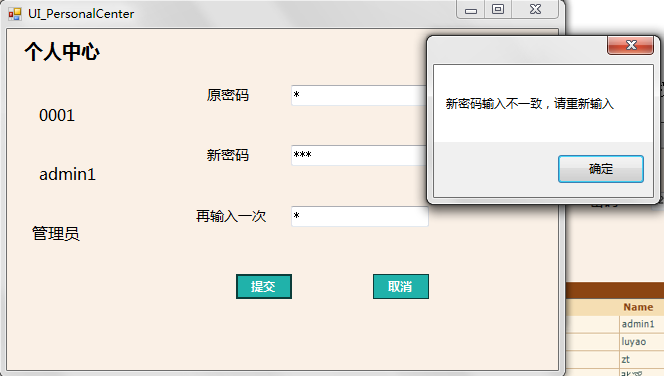 UI_PersonalCenter
个人中心
0001
admin1
管理员
原密码
*
新密码
***
再输入一次
*
提交
取消
新密码输入不一致，请重新输入
确定
Name
admin1
luyao
zt